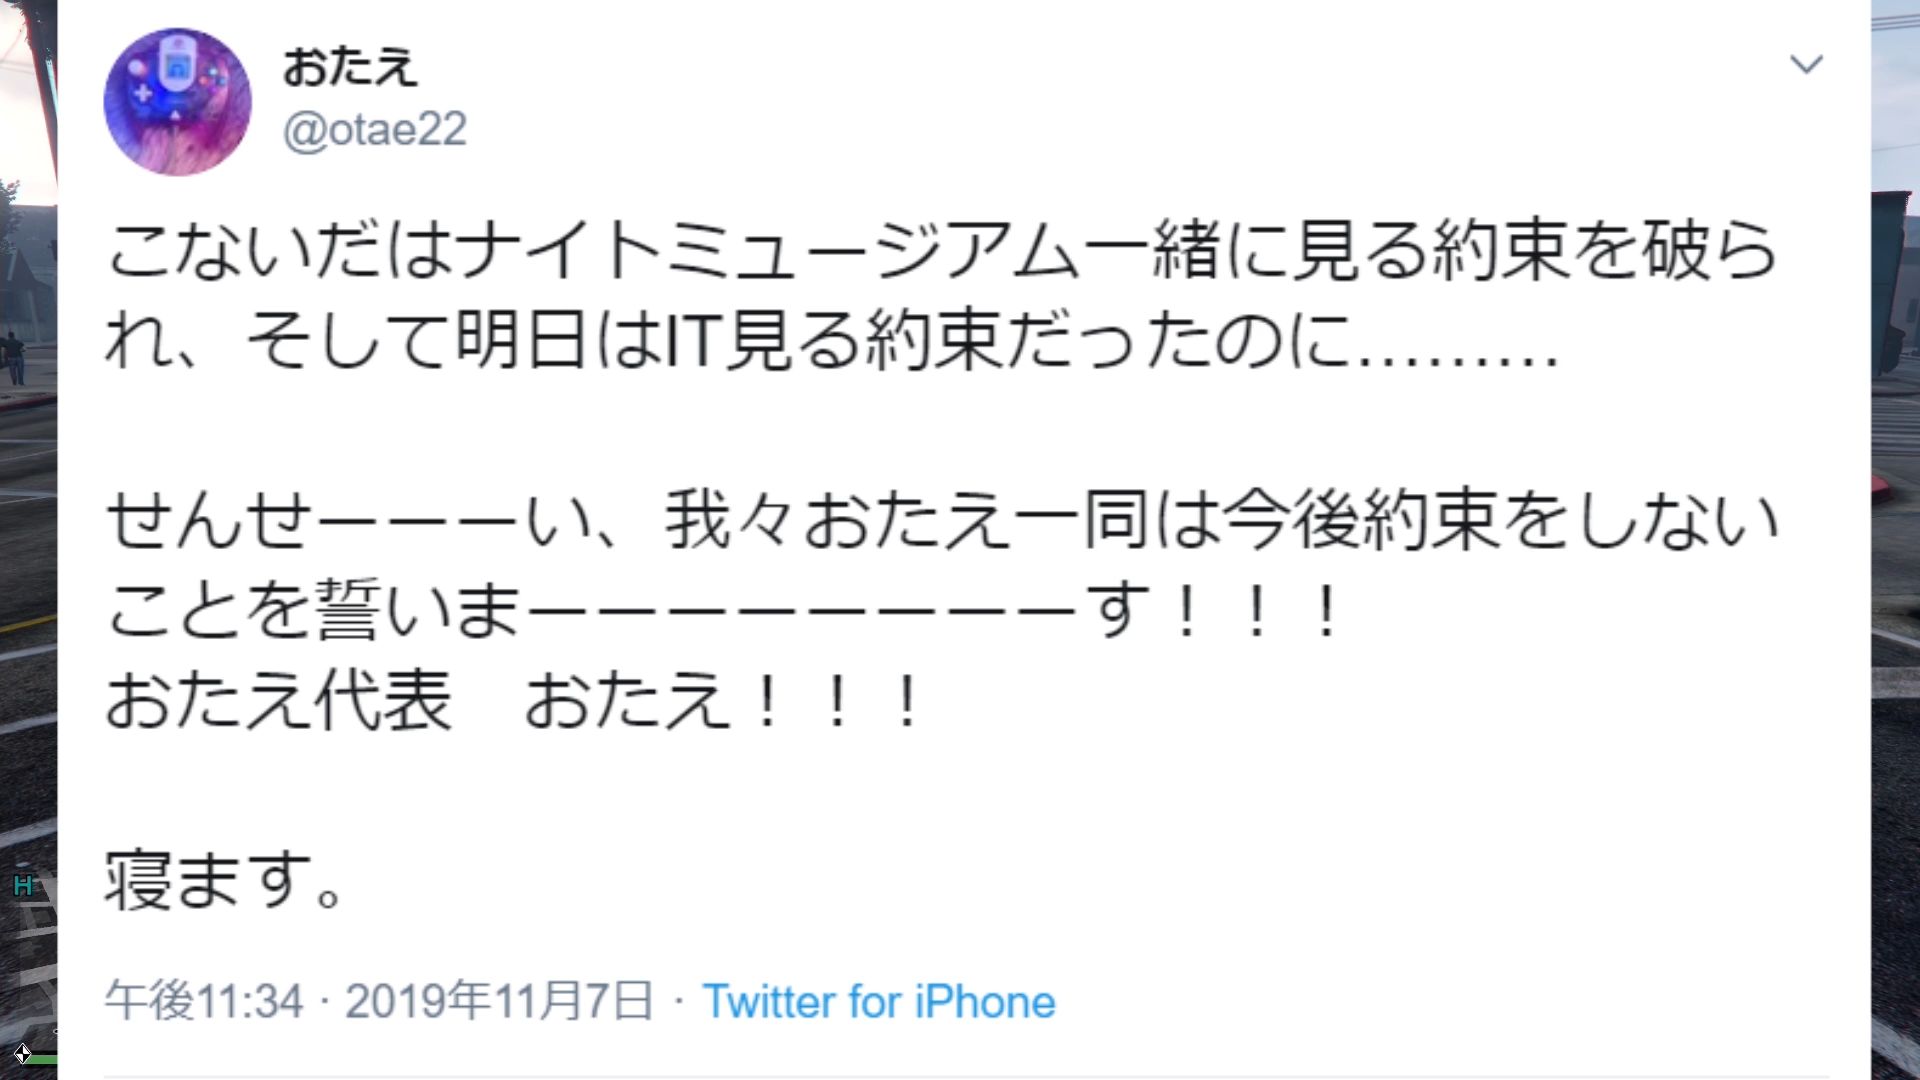 おたえ
@otae22
こないだはナイトミュージアム一緒に見る約束を破ら
れ、そして明日はIT見る約束だったのに………
せんせーーーい、我々おたえ一同は今後約束をしない
ことを誓いまーーーーーーーーす！！！
おたえ代表　おたえ！！！
寝ます。
午後11:34 · 2019年11月7日 · Twitter for iPhone
H